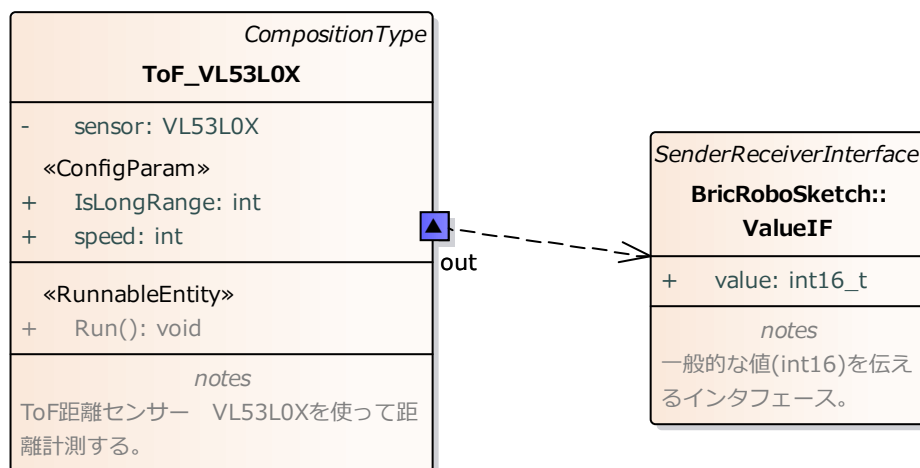 CompositionType
ToF_VL53L0X
- sensor: VL53L0X
«ConfigParam»
+ IsLongRange: int
+ speed: int
«RunnableEntity»
+ Run(): void
notes
ToF距離センサー　VL53L0Xを使って距
離計測する。
out
SenderReceiverInterface
BricRoboSketch::
ValueIF
+ value: int16_t
notes
一般的な値(int16)を伝え
るインタフェース。